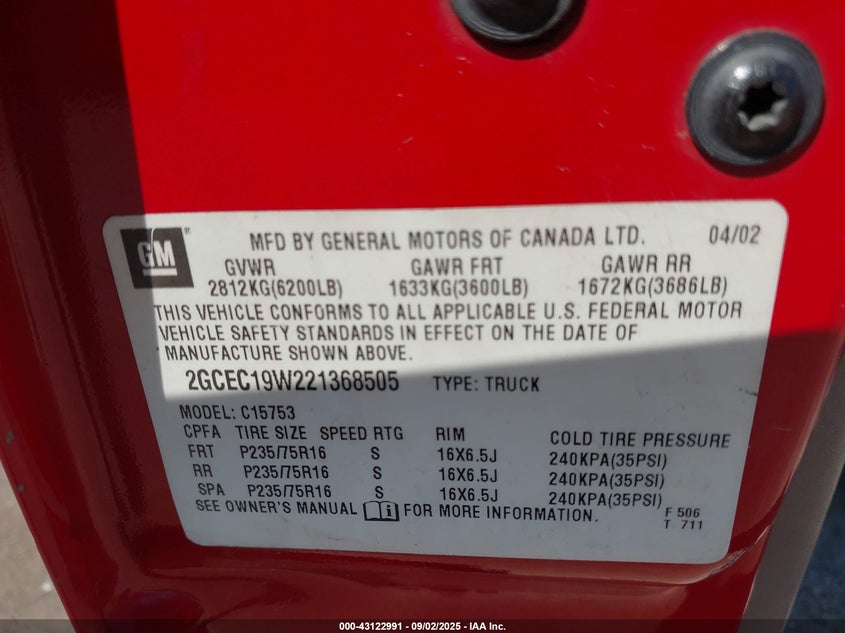 GM ® MFD BY GENERAL MOTORS OF CANADA LTD. 04/02
GVWR GAWR FRT GAWR RR
2812KG(6200LB) 1633KG(3600LB) 1672KG(3686LB)
THIS VEHICLE CONFORMS TO ALL APPLICABLE U.S. FEDERAL MOTOR
VEHICLE SAFETY STANDARDS IN EFFECT ON THE DATE OF
MANUFACTURE SHOWN ABOVE.
2GCEC19W221368505 TYPE: TRUCK
MODEL: C15753
CPFA TIRE SIZE SPEED RTG RIM COLD TIRE PRESSURE
FRT P235/75R16 S 16X6.5J 240KPA(35PSI)
RR P235/75R16 S 16X6.5J 240KPA(35PSI)
SPA P235/75R16 S 16X6.5J 240KPA(35PSI)
SEE OWNER'S MANUAL i FOR MORE INFORMATION.
F 506
T 711
000-43122991 - 09/02/2025 - IAA Inc.